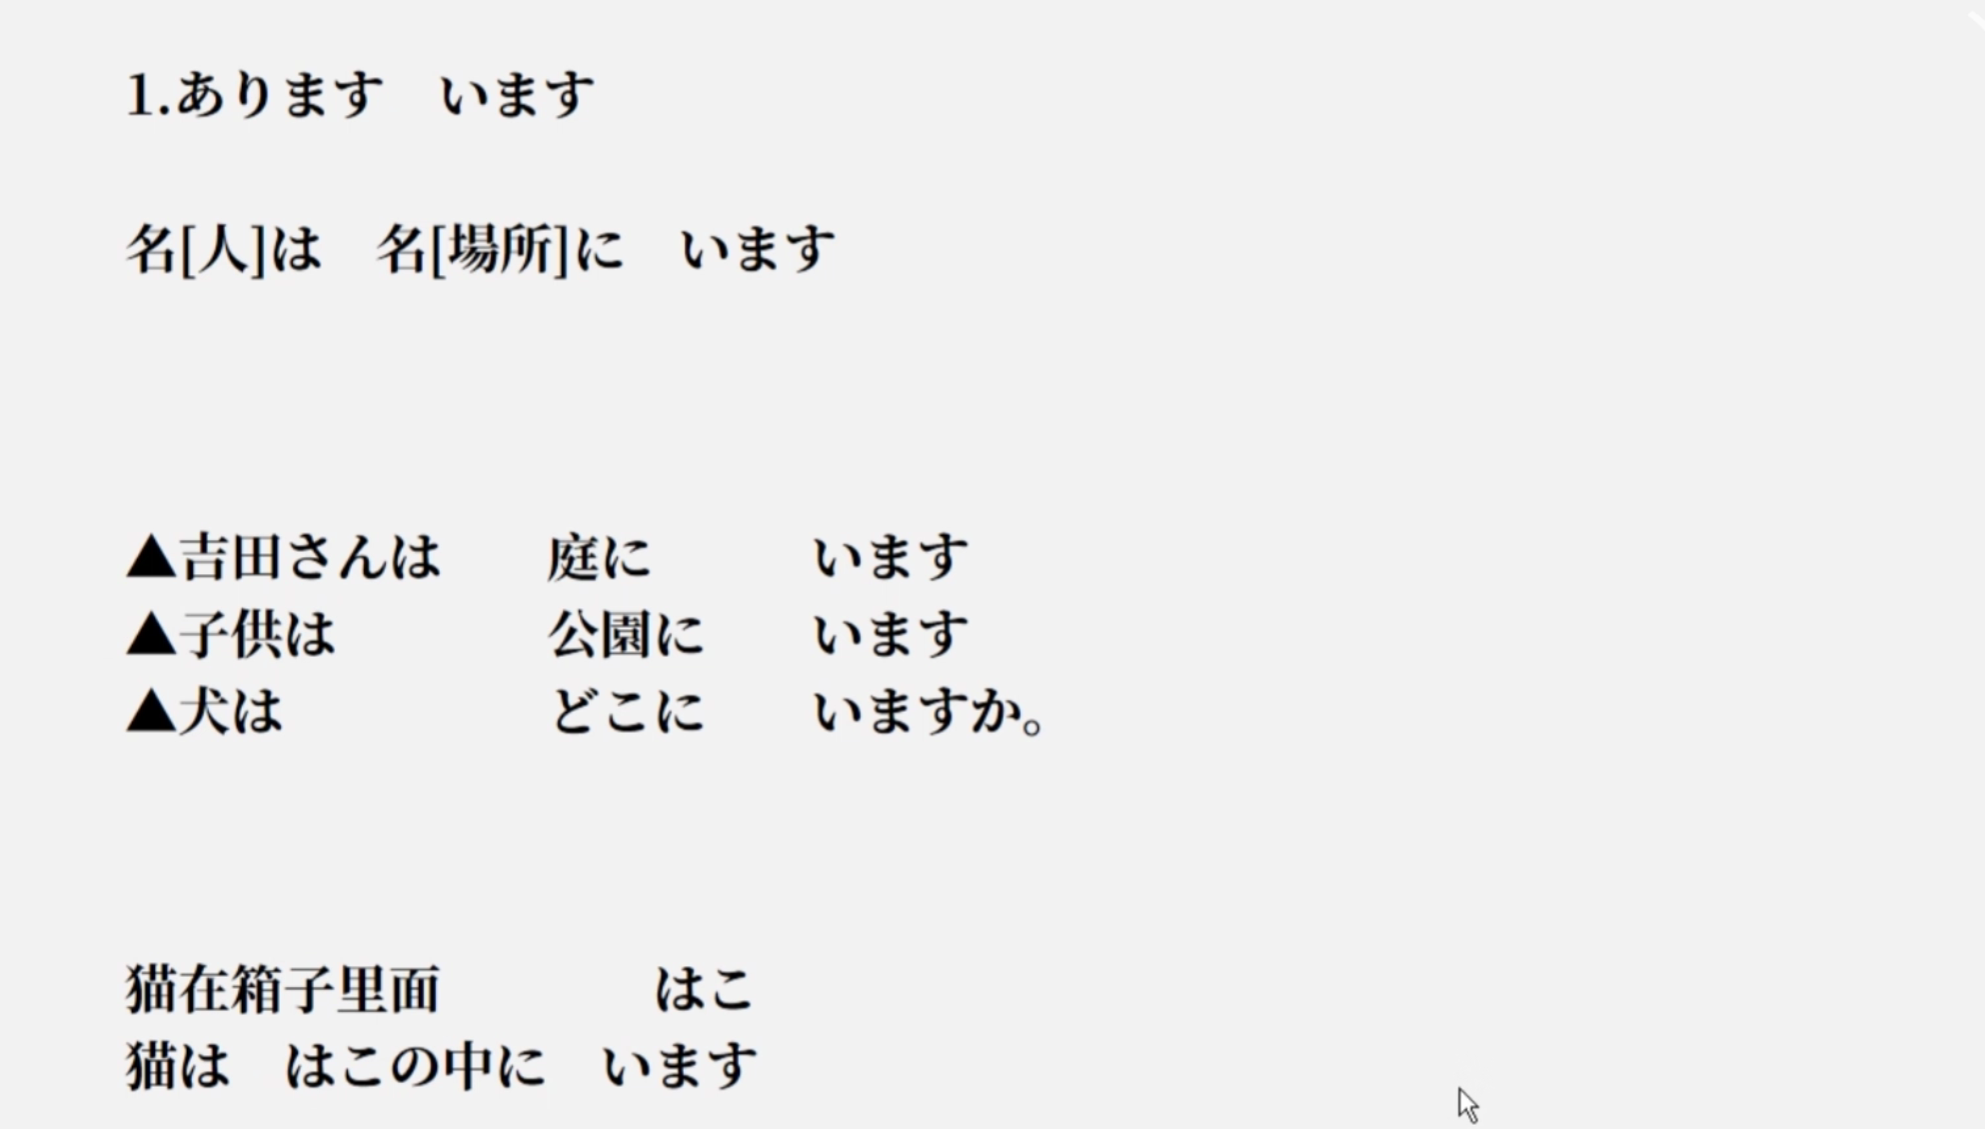 1.あります　います
名[人]は　名[場所]に　います
▲吉田さんは　　庭に　　　います
▲子供は　　　　公園に　　います
▲犬は　　　　　どこに　　いますか。
猫在箱子里面　　　　はこ
猫は　はこの中に　います